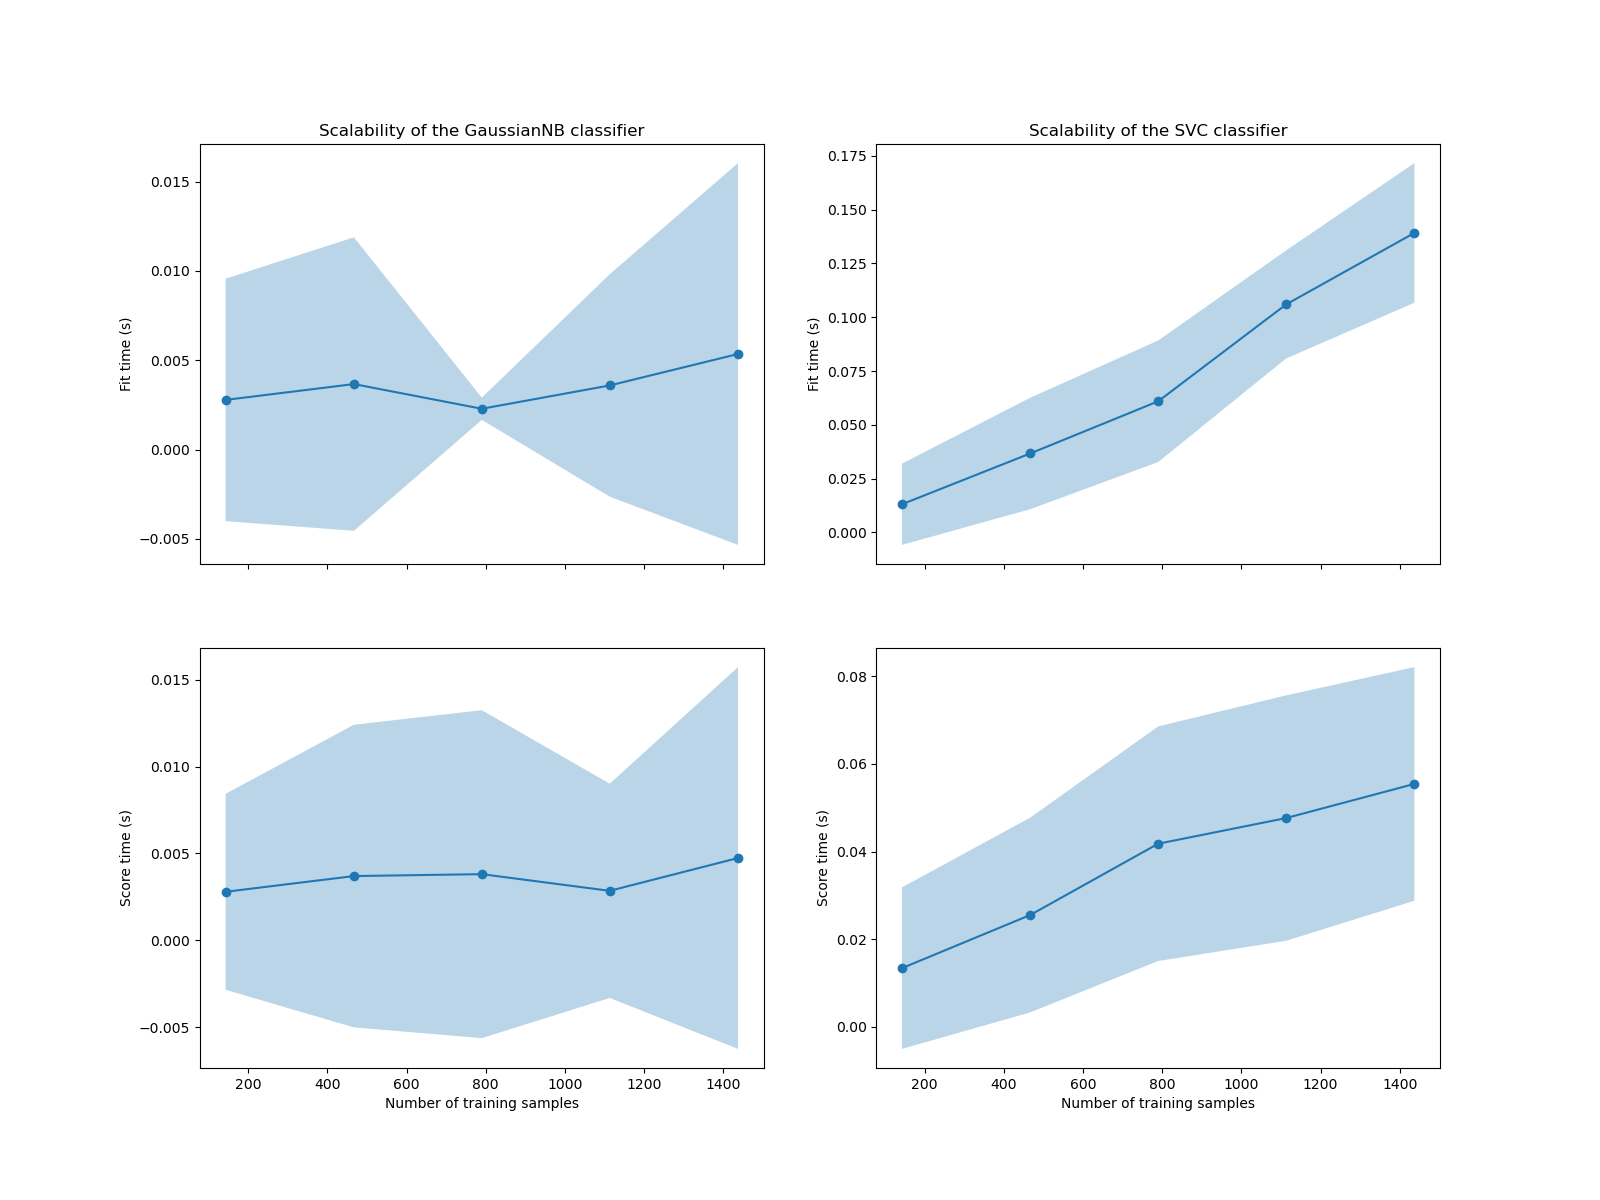 Scalability of the GaussianNB classifier
Fit time (s)
0.015
0.010
0.005
0.000
−0.005
Scalability of the SVC classifier
Fit time (s)
0.175
0.150
0.125
0.100
0.075
0.050
0.025
0.000
Score time (s)
0.015
0.010
0.005
0.000
−0.005
200 400 600 800 1000 1200 1400
Number of training samples
Score time (s)
0.08
0.06
0.04
0.02
0.00
200 400 600 800 1000 1200 1400
Number of training samples